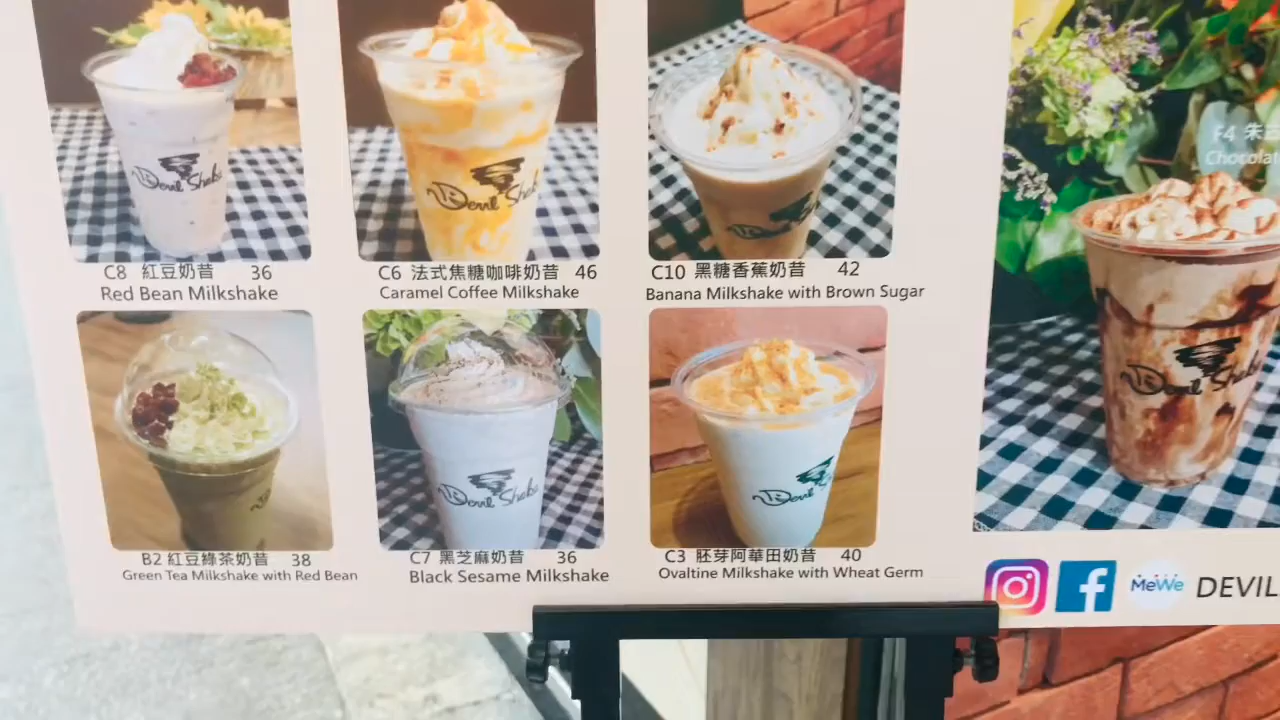 Devil Shake
Devil Shake
Devil
C8 紅豆奶昔 36
Red Bean Milkshake
C6 法式焦糖咖啡奶昔 46
Caramel Coffee Milkshake
C10 黑糖香蕉奶昔 42
Banana Milkshake with Brown Sugar
F4 朱
Chocolat
Devil Shake
Devil Shake
Devil Shake
B2 紅豆綠茶奶昔 38
Green Tea Milkshake with Red Bean
C7 黑芝麻奶昔 36
Black Sesame Milkshake
C3 胚芽阿華田奶昔 40
Ovaltine Milkshake with Wheat Germ
MeWe DEVIL